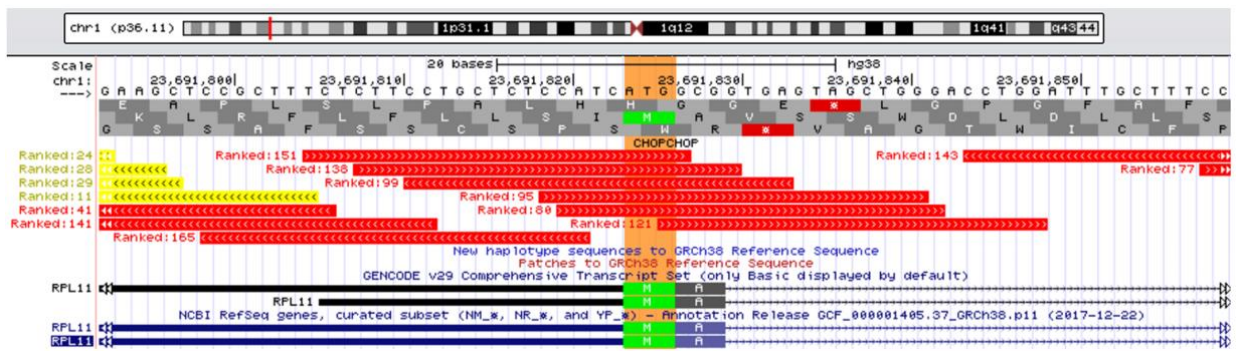 chr1 (p36.11) 1p31.1 1q12 1q41 q43 44
Scale 20 bases hg38
chr1: 23,691,800| 23,691,810| 23,691,820| 23,691,830| 23,691,840| 23,691,850|
---> G A A G C T C C G C T T T C T C T T C C T G C T C T C C A T C A T G G C G G T G A G T A G C T G G G A C C T G G A T T T G C T T T C C
E A P L S L P A L H H G G E * L G P G F A F
K L R F L F L L S I M A V S S W D L D L L S
G S S A F S S C S P S W R * V A G T W I C F P
CHOPCHOP
Ranked:24 Ranked:151 Ranked:143
Ranked:28 Ranked:138 Ranked:77
Ranked:29 Ranked:99
Ranked:11 Ranked:95
Ranked:41 Ranked:80
Ranked:141 Ranked:121
Ranked:165
New haplotype sequences to GRCh38 Reference Sequence
Patches to GRCh38 Reference Sequence
GENCODE v29 Comprehensive Transcript Set (only Basic displayed by default)
RPL11 M A
RPL11 M A
NCBI RefSeq genes, curated subset (NM_*, NR_*, and YP_*) – Annotation Release GCF_000001405.37_GRCh38.p11 (2017-12-22)
RPL11 M A
RPL11 M A